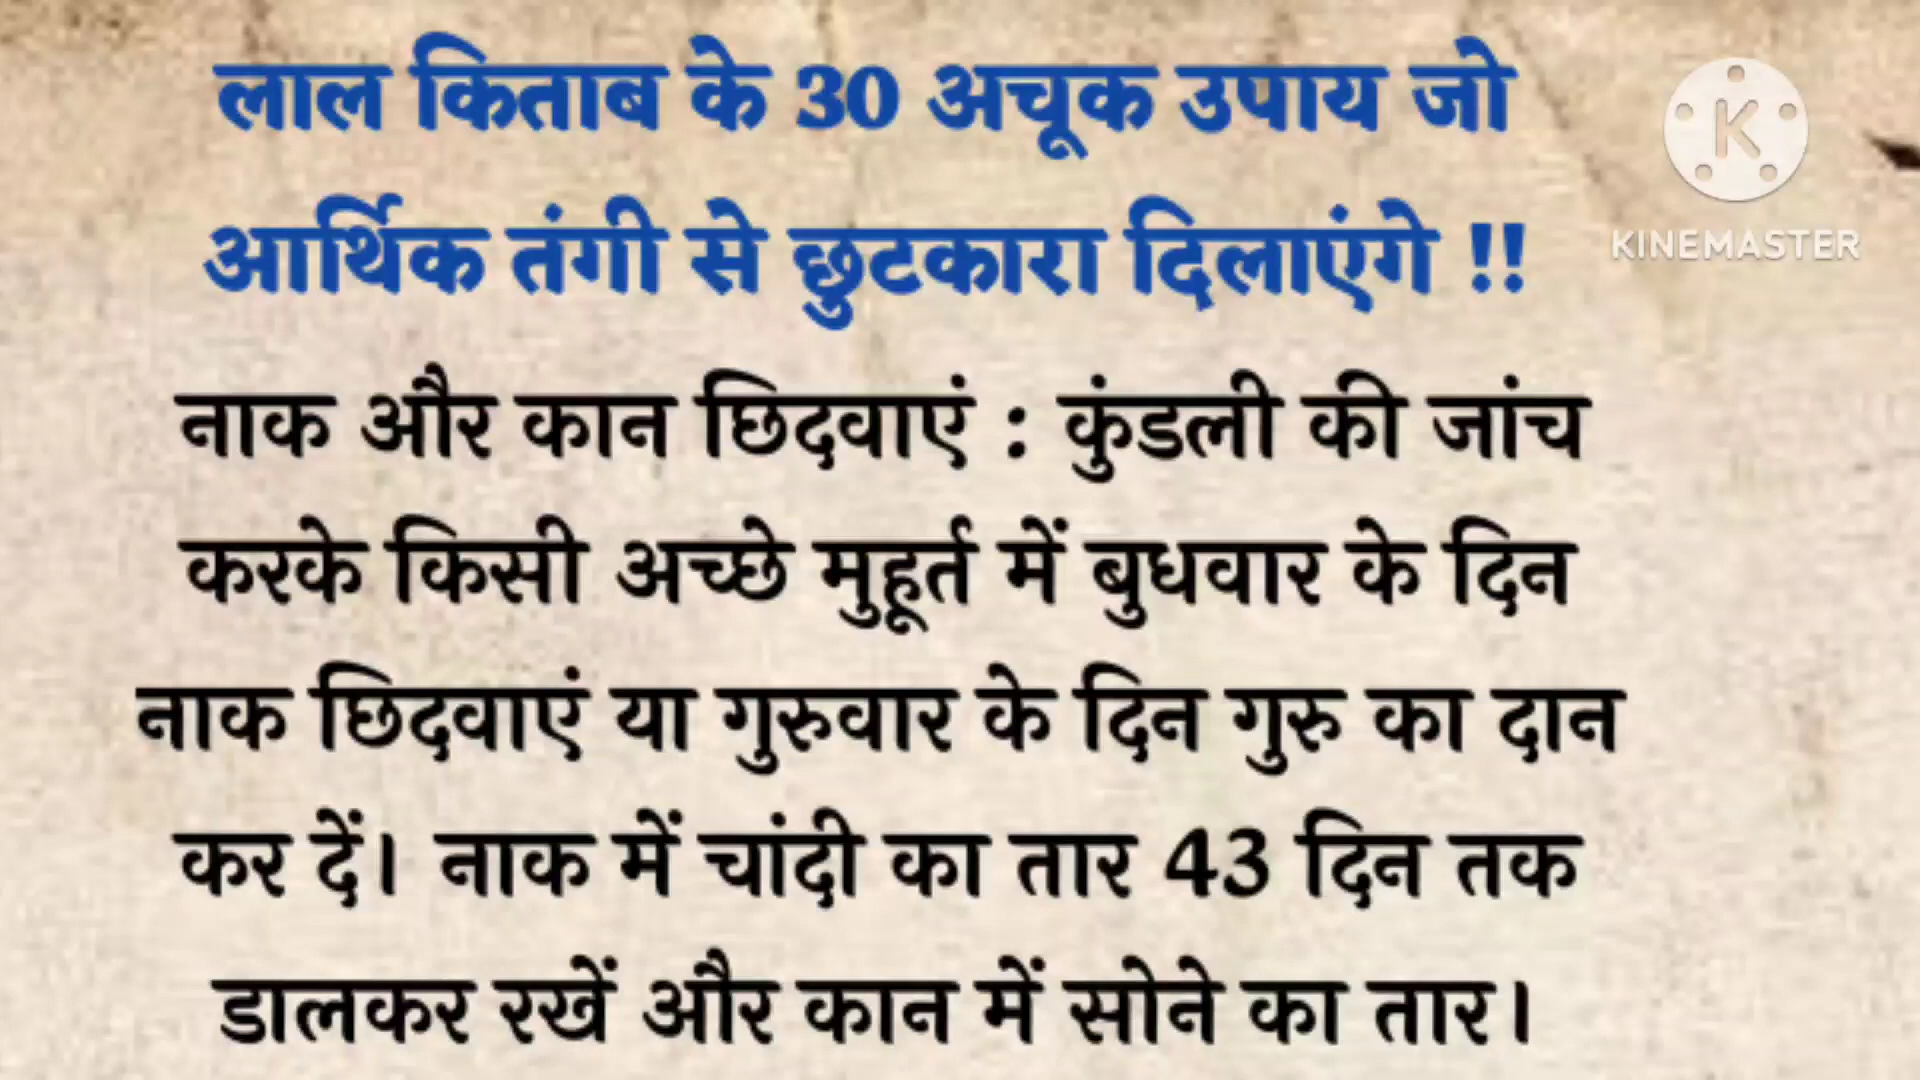 लाल किताब के 30 अचूक उपाय जो
आर्थिक तंगी से छुटकारा दिलाएंगे !!
K
KINEMASTER
नाक और कान छिदवाएं : कुंडली की जांच
करके किसी अच्छे मुहूर्त में बुधवार के दिन
नाक छिदवाएं या गुरुवार के दिन गुरु का दान
कर दें। नाक में चांदी का तार 43 दिन तक
डालकर रखें और कान में सोने का तार।